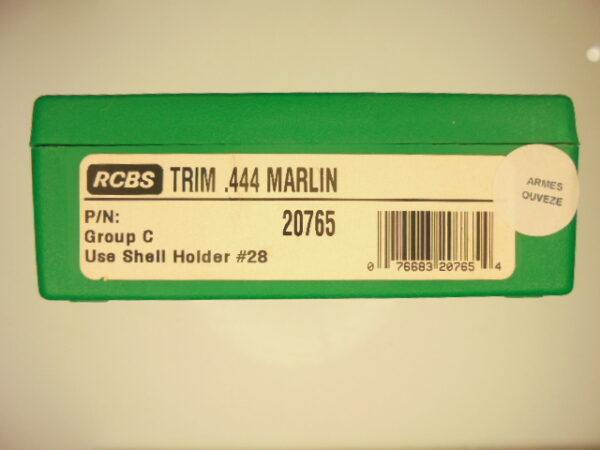 RCBS TRIM .444 MARLIN
P/N: 20765
Group C
Use Shell Holder #28
0 76683 20765 4
ARMES
OUVEZE